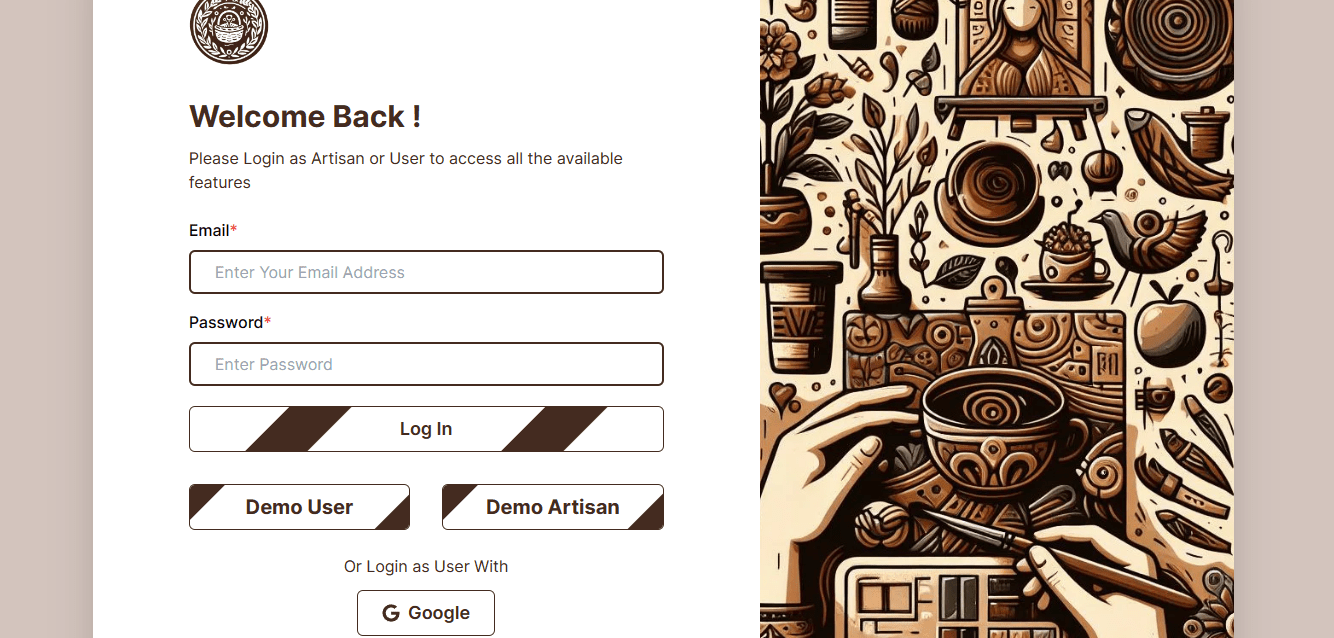 Welcome Back !
Please Login as Artisan or User to access all the available
features
Email*
Enter Your Email Address
Password*
Enter Password
Log In
Demo User
Demo Artisan
Or Login as User With
G Google